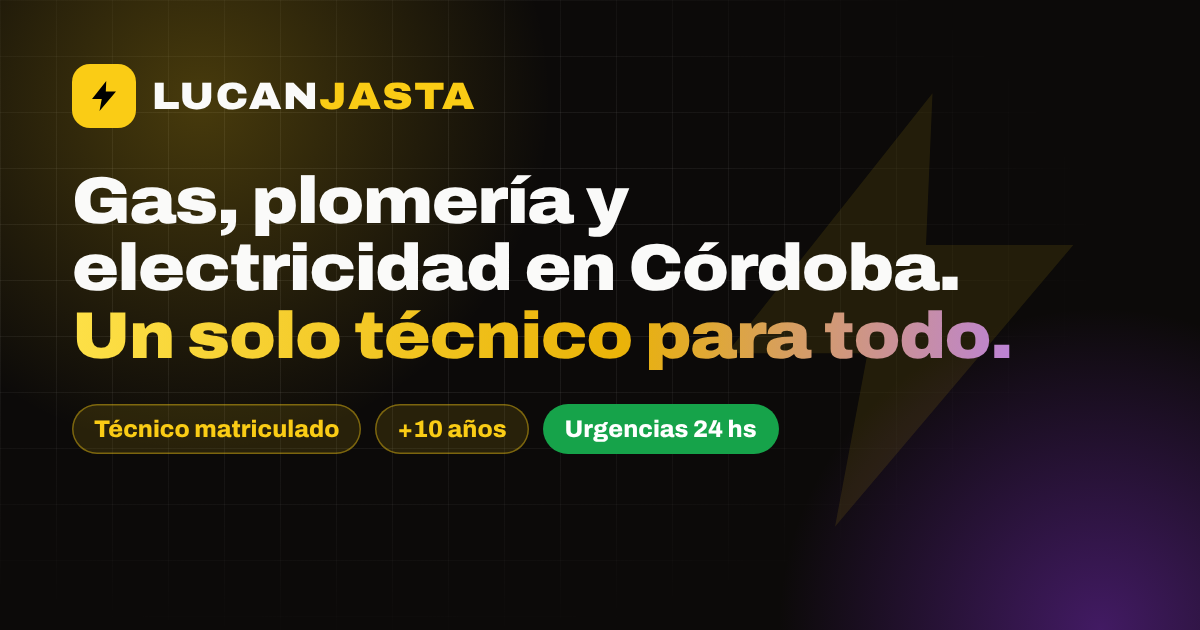 LUCANJASTA
Gas, plomería y
electricidad en Córdoba.
Un solo técnico para todo.
Técnico matriculado
+10 años
Urgencias 24 hs